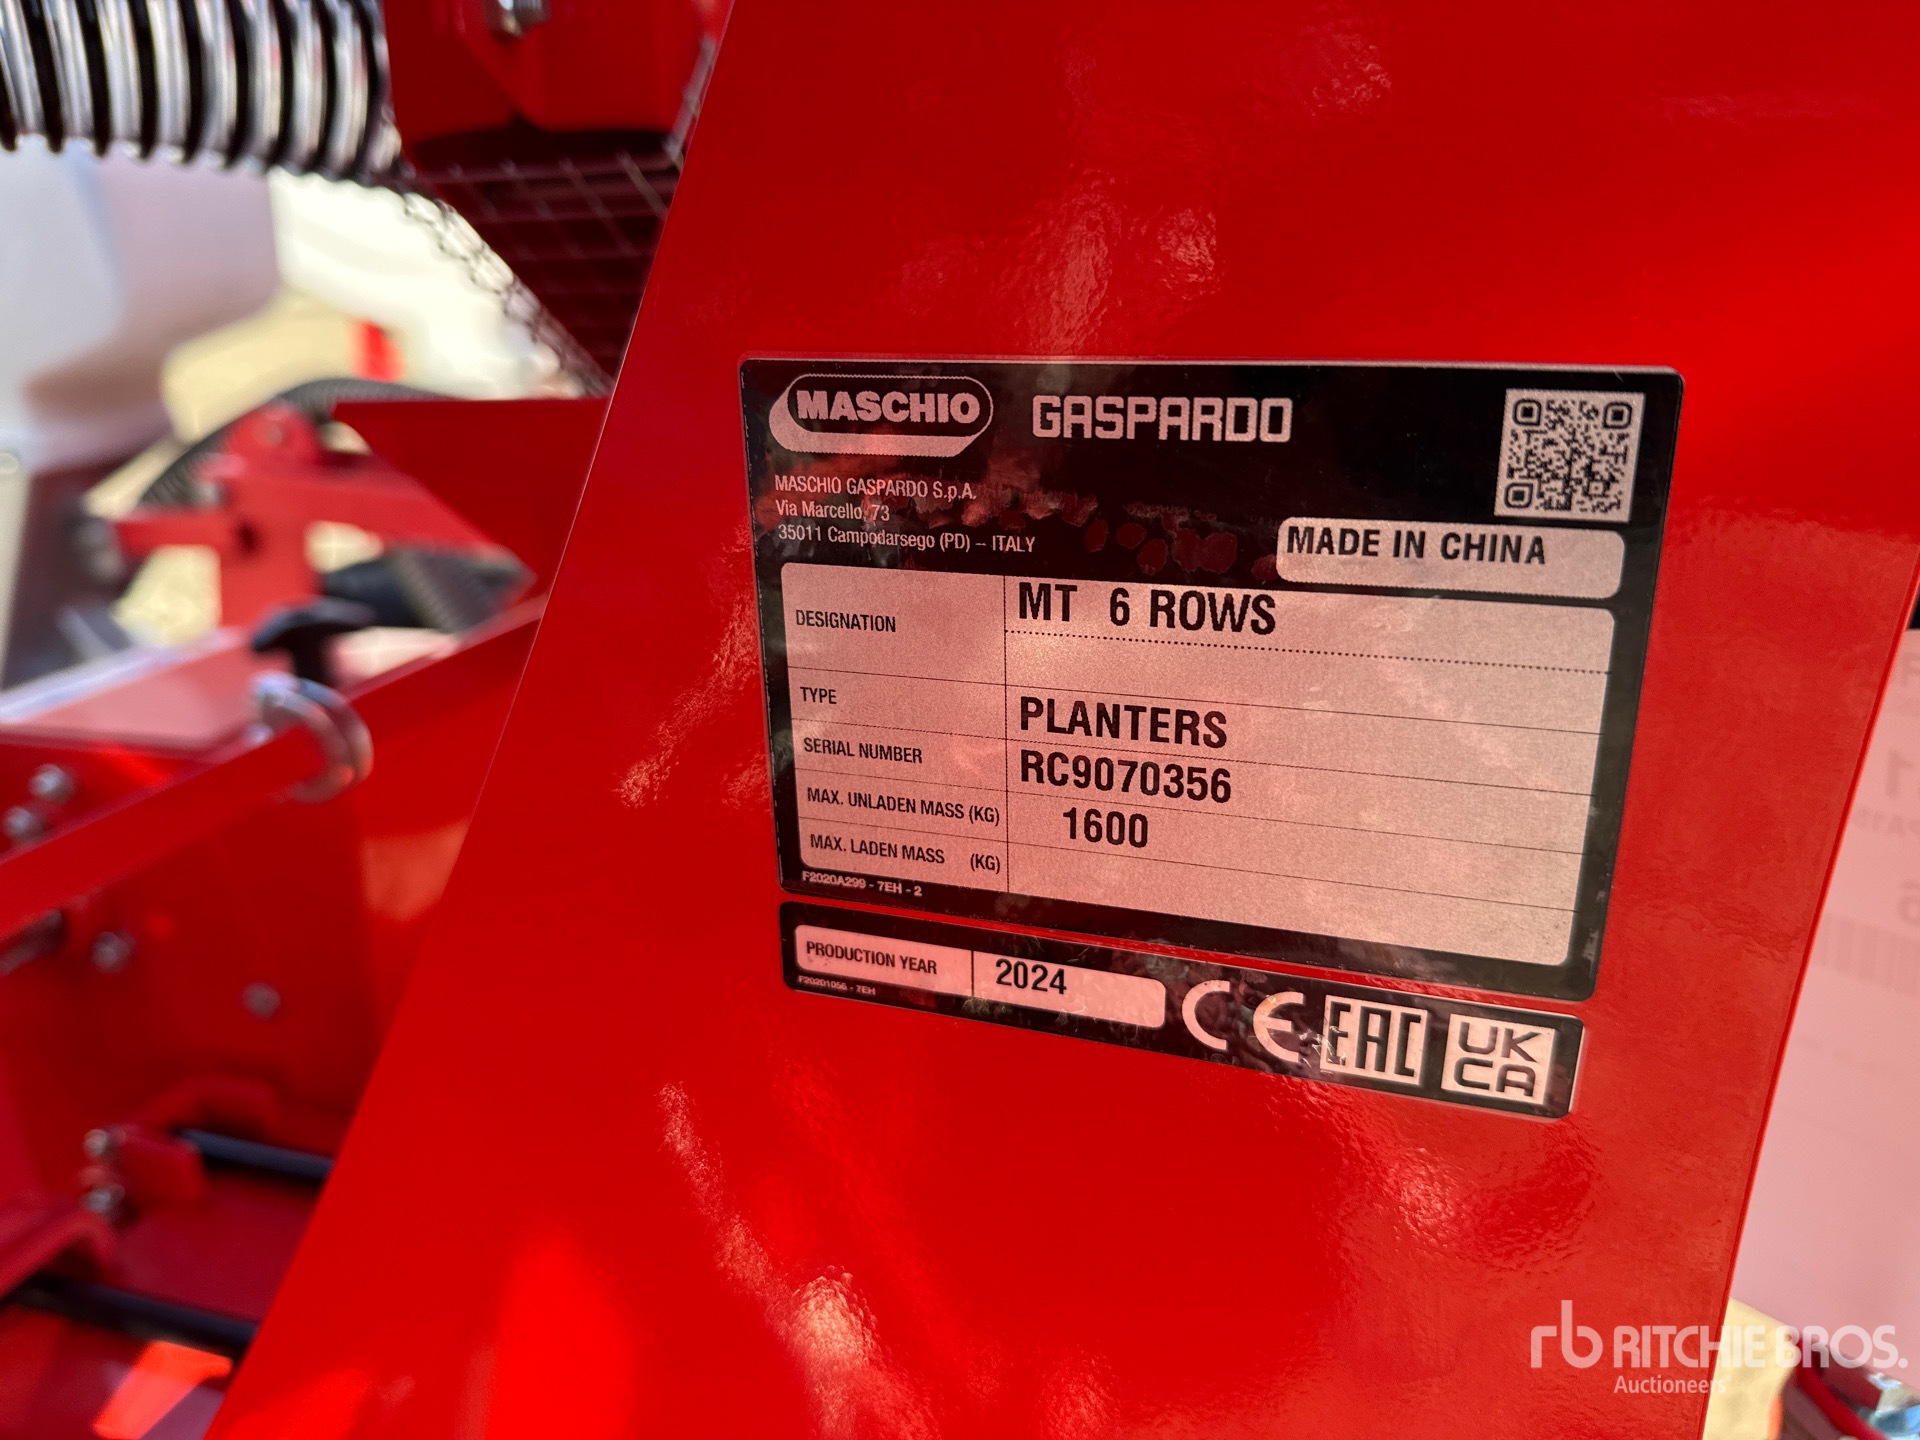 MASCHIO GASPARDO
MASCHIO GASPARDO S.p.A.
Via Marcello, 73
35011 Campodarsego (PD) – ITALY
MADE IN CHINA
DESIGNATION MT 6 ROWS
TYPE PLANTERS
SERIAL NUMBER RC9070356
MAX. UNLADEN MASS (KG) 1600
MAX. LADEN MASS (KG)
F2020A299 - 7EH - 2
PRODUCTION YEAR 2024
F20201056 - 7EH
CE EAC UK CA
rb RITCHIE BROS.
Auctioneers